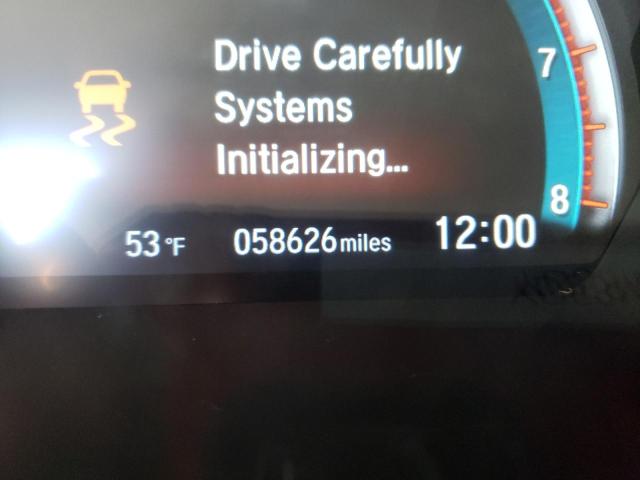 Drive Carefully
Systems
Initializing...
7
8
53 °F 058626 miles 12:00